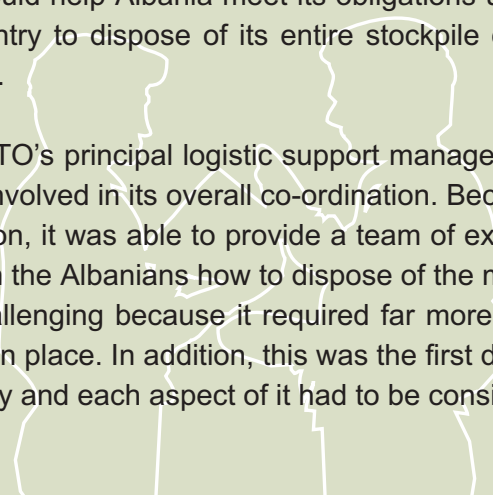 ould help Albania meet its obligations
ntry to dispose of its entire stockpile
.
TO's principal logistic support manage
nvolved in its overall co-ordination. Bec
on, it was able to provide a team of ex
the Albanians how to dispose of the m
allenging because it required far more
n place. In addition, this was the first d
y and each aspect of it had to be consi